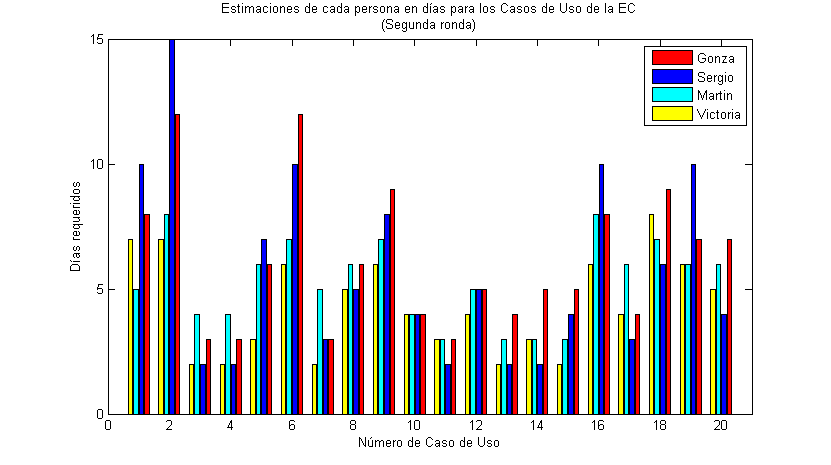 Estimaciones de cada persona en días para los Casos de Uso de la EC
(Segunda ronda)
15
10
5
0
Días requeridos
Gonza
Sergio
Martin
Victoria
0 2 4 6 8 10 12 14 16 18 20
Número de Caso de Uso